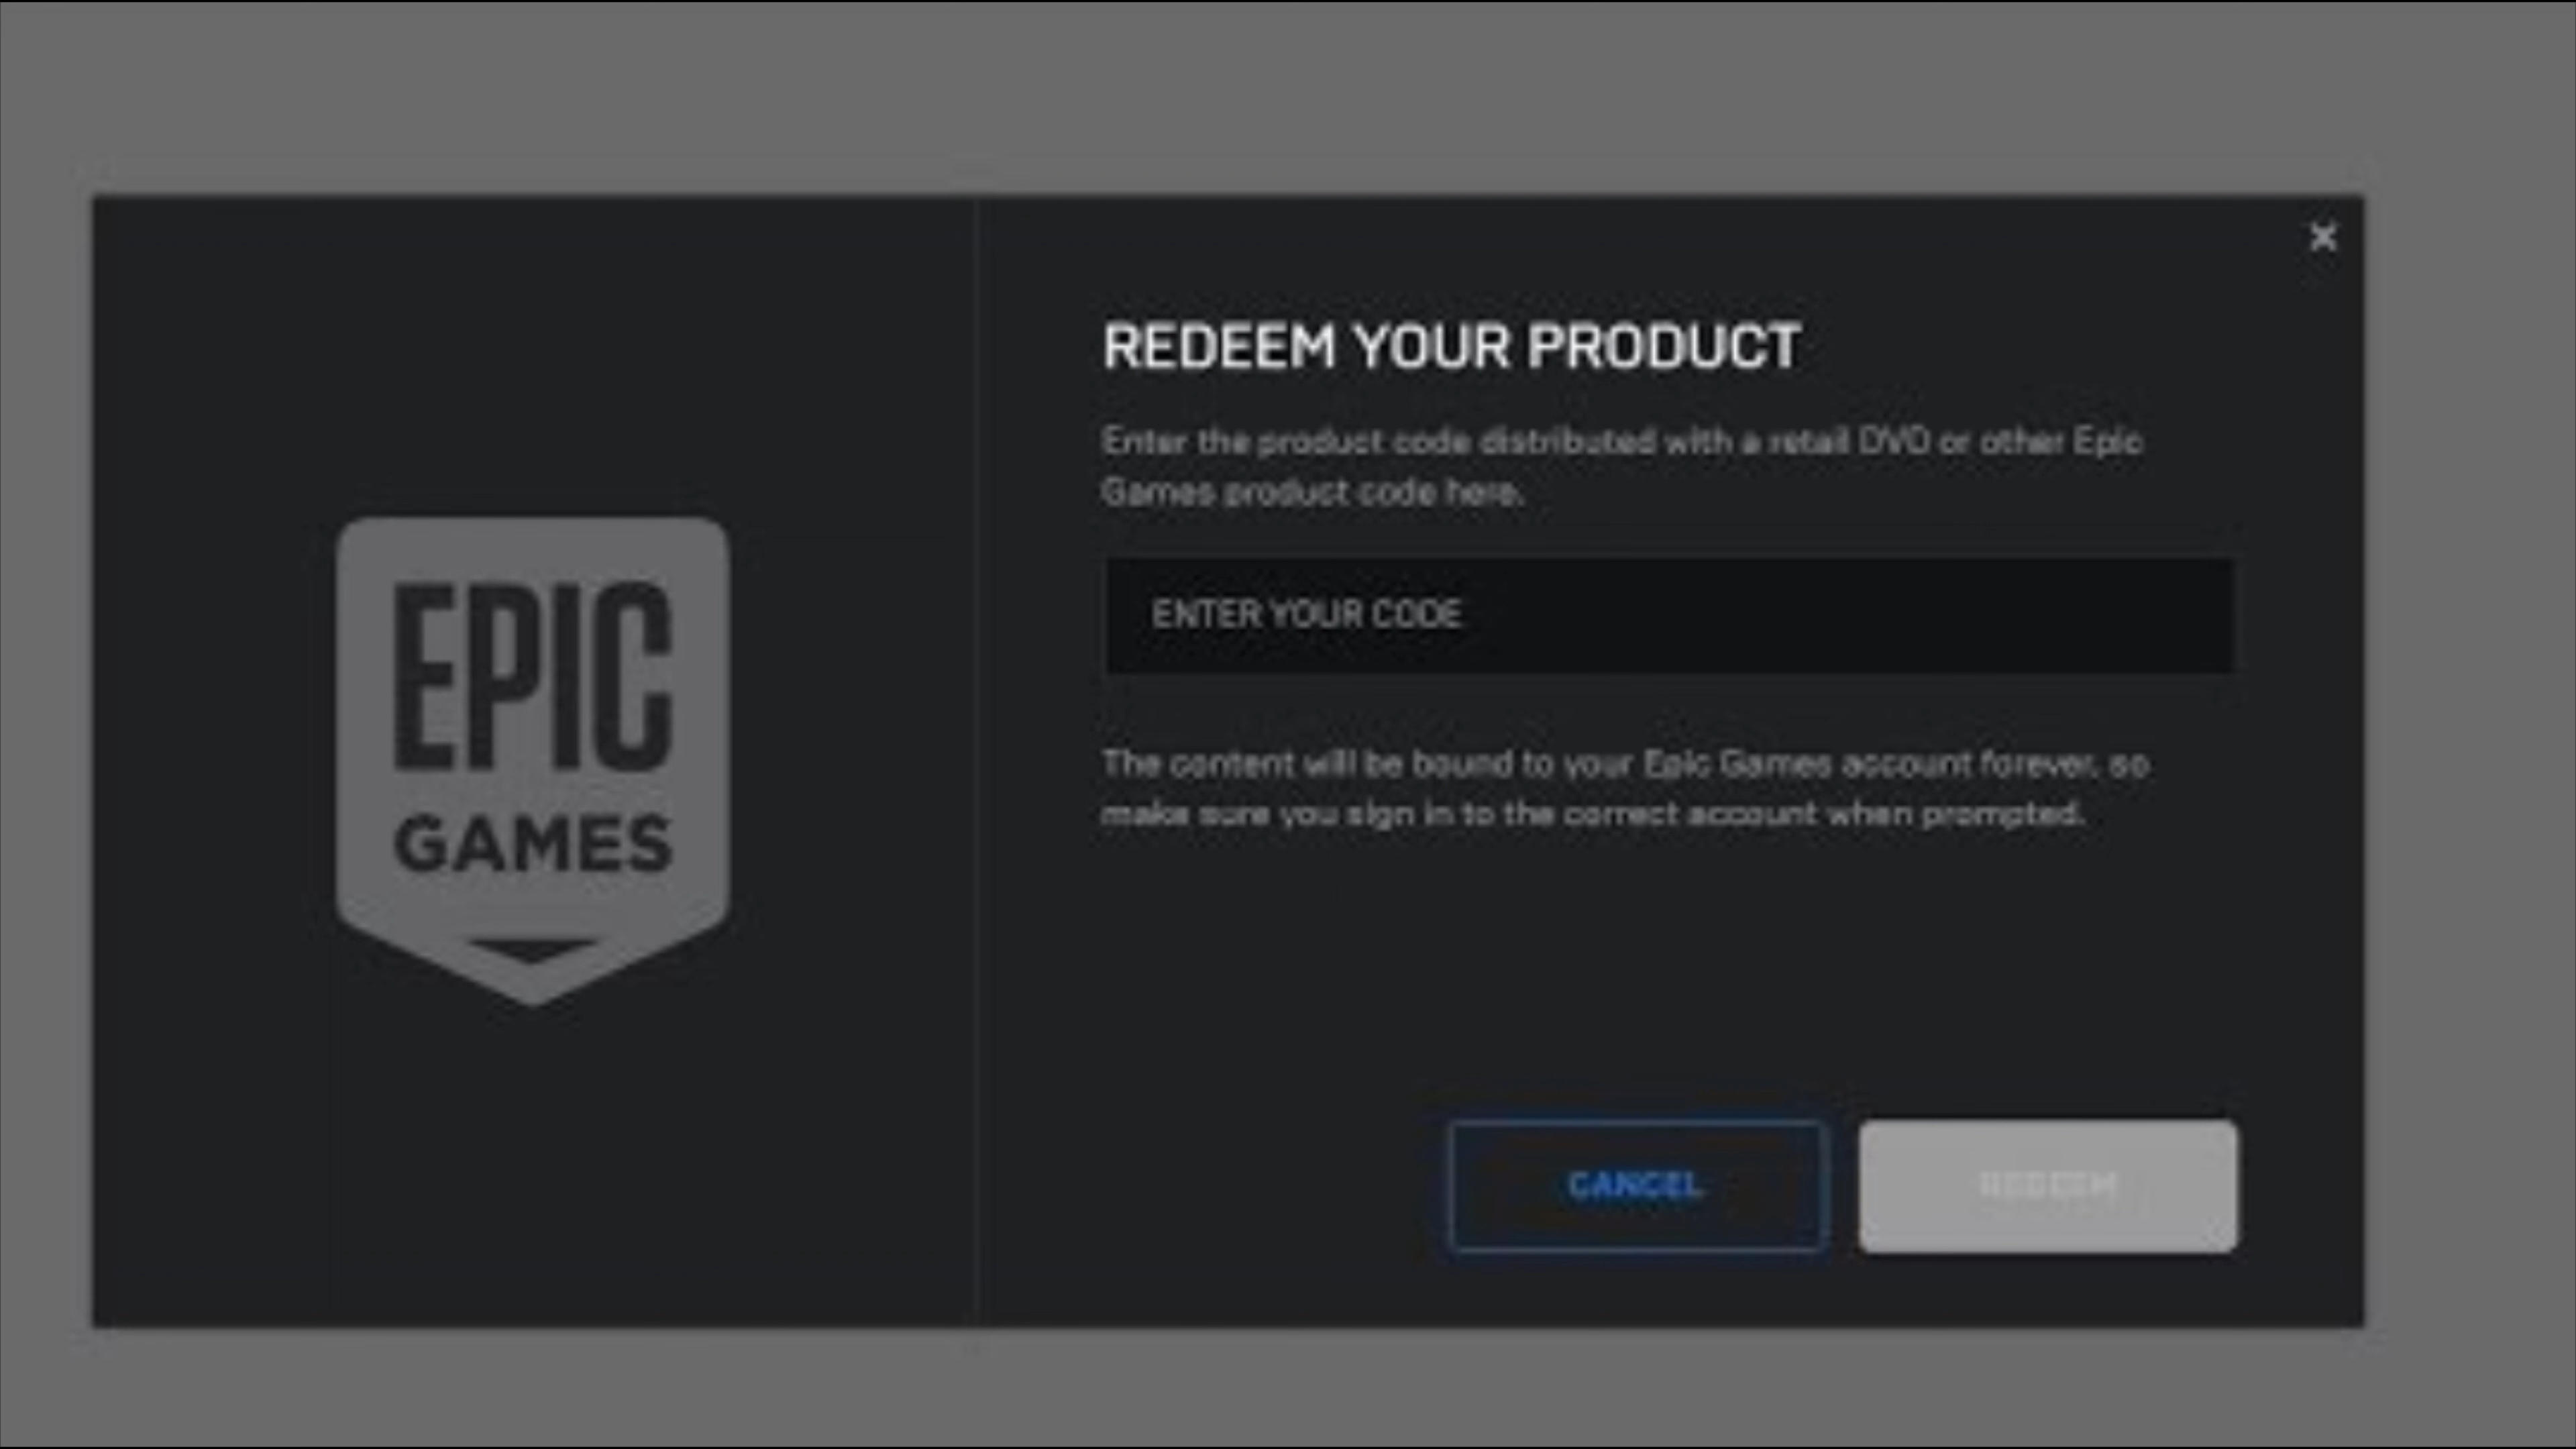 REDEEM YOUR PRODUCT
Enter the product code distributed with a retail DVD or other Epic
Games product code here.
ENTER YOUR CODE
EPIC
GAMES
The content will be bound to your Epic Games account forever, so
make sure you sign in to the correct account when prompted.
CANCEL
REDEEM